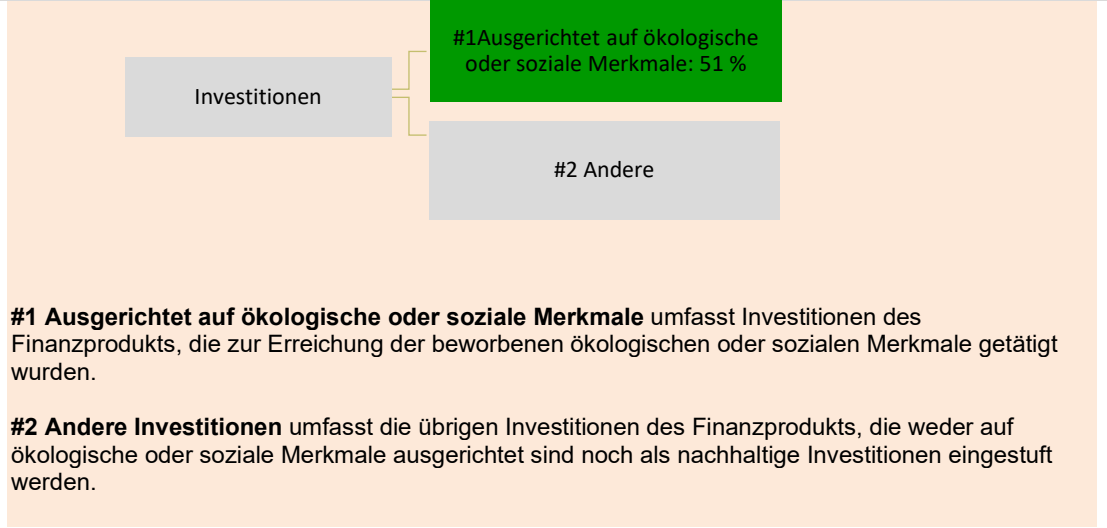 #1Ausgerichtet auf ökologische
oder soziale Merkmale: 51 %
Investitionen
#2 Andere
#1 Ausgerichtet auf ökologische oder soziale Merkmale umfasst Investitionen des
Finanzprodukts, die zur Erreichung der beworbenen ökologischen oder sozialen Merkmale getätigt
wurden.
#2 Andere Investitionen umfasst die übrigen Investitionen des Finanzprodukts, die weder auf
ökologische oder soziale Merkmale ausgerichtet sind noch als nachhaltige Investitionen eingestuft
werden.